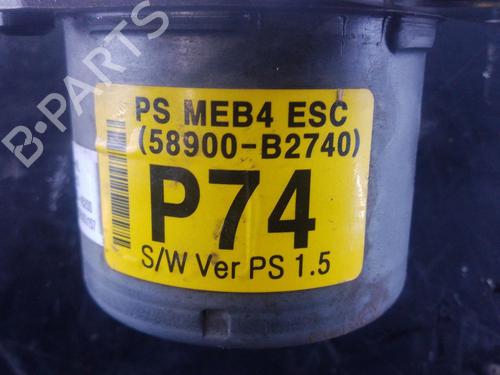 B-PARTS
PS MEB4 ESC
(58900-B2740)
P74
S/W Ver PS 1.5